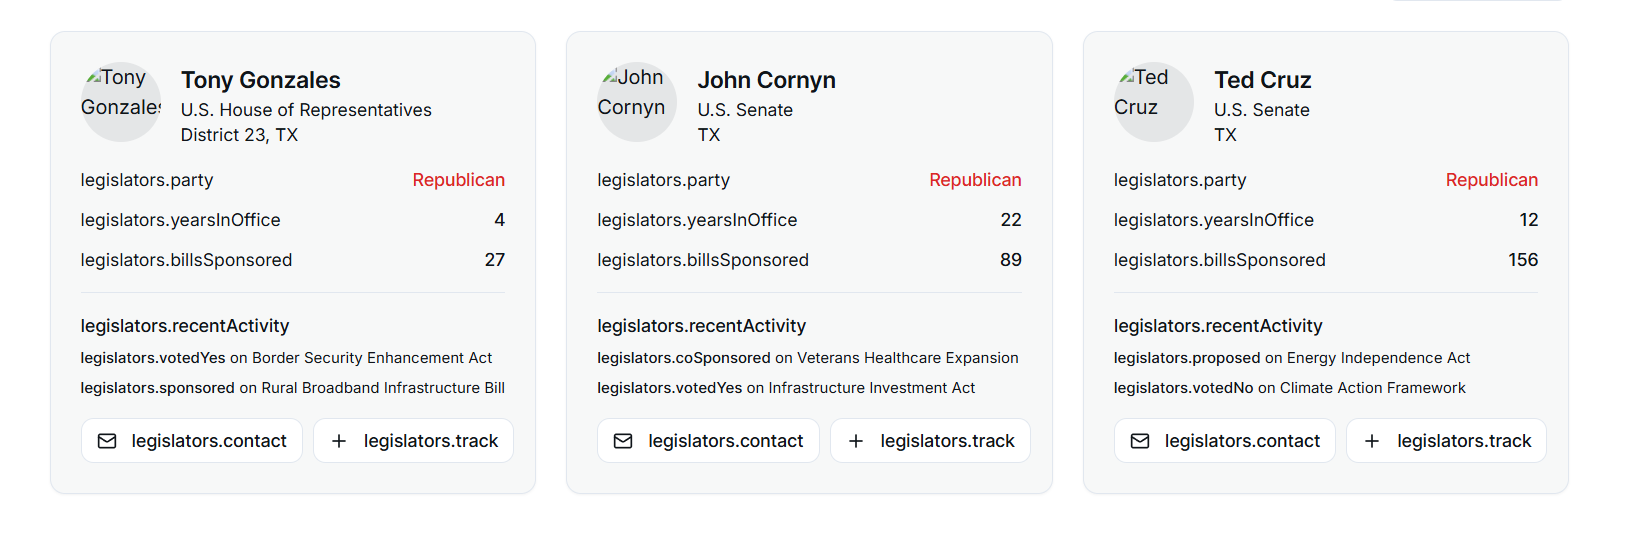 Tony
Gonzales
Tony Gonzales
U.S. House of Representatives
District 23, TX
legislators.party Republican
legislators.yearsInOffice 4
legislators.billsSponsored 27
legislators.recentActivity
legislators.votedYes on Border Security Enhancement Act
legislators.sponsored on Rural Broadband Infrastructure Bill
legislators.contact
legislators.track
John
Cornyn
John Cornyn
U.S. Senate
TX
legislators.party Republican
legislators.yearsInOffice 22
legislators.billsSponsored 89
legislators.recentActivity
legislators.coSponsored on Veterans Healthcare Expansion
legislators.votedYes on Infrastructure Investment Act
legislators.contact
legislators.track
Ted
Cruz
Ted Cruz
U.S. Senate
TX
legislators.party Republican
legislators.yearsInOffice 12
legislators.billsSponsored 156
legislators.recentActivity
legislators.proposed on Energy Independence Act
legislators.votedNo on Climate Action Framework
legislators.contact
legislators.track